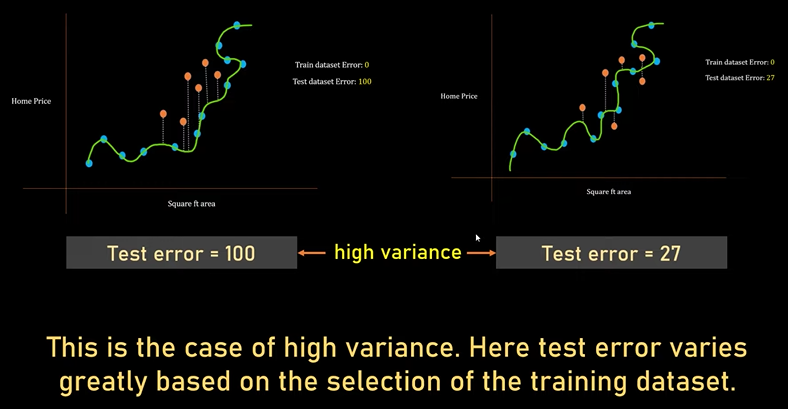 Train dataset Error: 0
Test dataset Error: 100
Home Price
Square ft area
Train dataset Error: 0
Test dataset Error: 27
Home Price
Square ft area
Test error = 100
high variance
Test error = 27
This is the case of high variance. Here test error varies
greatly based on the selection of the training dataset.